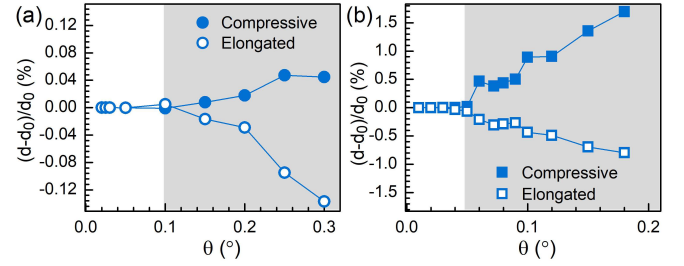 (a)
(d-d0)/d0 (%)
0.12
0.08
0.04
0.00
-0.04
-0.08
-0.12
Compressive
Elongated
0.0
0.1
0.2
0.3
θ (°)
(b)
(d-d0)/d0 (%)
1.5
1.0
0.5
0.0
-0.5
-1.0
-1.5
Compressive
Elongated
0.0
0.1
0.2
θ (°)